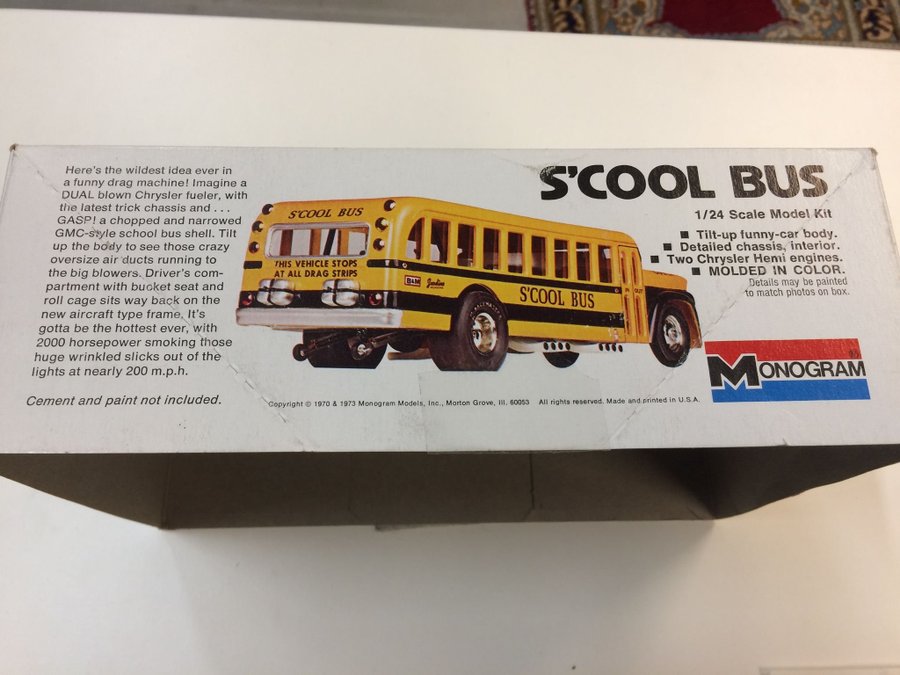 Here's the wildest idea ever in
a funny drag machine! Imagine a
DUAL blown Chrysler fueler, with
the latest trick chassis and . . .
GASP! a chopped and narrowed
GMC-style school bus shell. Tilt
up the body to see those crazy
oversize air ducts running to
the big blowers. Driver's com-
partment with bucket seat and
roll cage sits way back on the
new aircraft type frame. It's
gotta be the hottest ever, with
2000 horsepower smoking those
huge wrinkled slicks out of the
lights at nearly 200 m.p.h.
Cement and paint not included.
S'COOL BUS
THIS VEHICLE STOPS
AT ALL DRAG STRIPS
B&M
S'COOL BUS
IN OUT
Copyright © 1970 & 1973 Monogram Models, Inc., Morton Grove, Ill. 60053 All rights reserved. Made and printed in U.S.A.
S'COOL BUS
1/24 Scale Model Kit
■ Tilt-up funny-car body.
■ Detailed chassis, interior.
■ Two Chrysler Hemi engines.
■ MOLDED IN COLOR.
Details may be painted
to match photos on box.
MONOGRAM